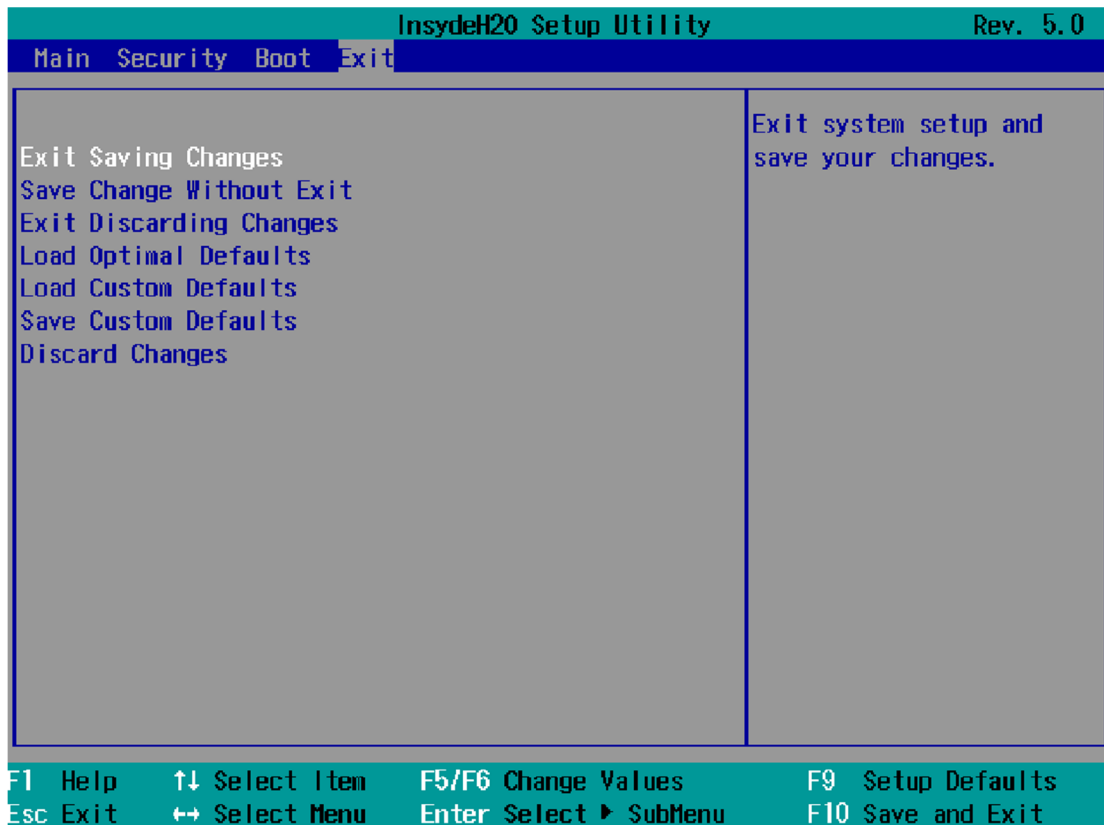 InsydeH20 Setup Utility Rev. 5.0
Main Security Boot Exit
Exit Saving Changes
Save Change Without Exit
Exit Discarding Changes
Load Optimal Defaults
Load Custom Defaults
Save Custom Defaults
Discard Changes
Exit system setup and
save your changes.
F1 Help ↑↓ Select Item F5/F6 Change Values F9 Setup Defaults
Esc Exit ↔ Select Menu Enter Select ▶ SubMenu F10 Save and Exit